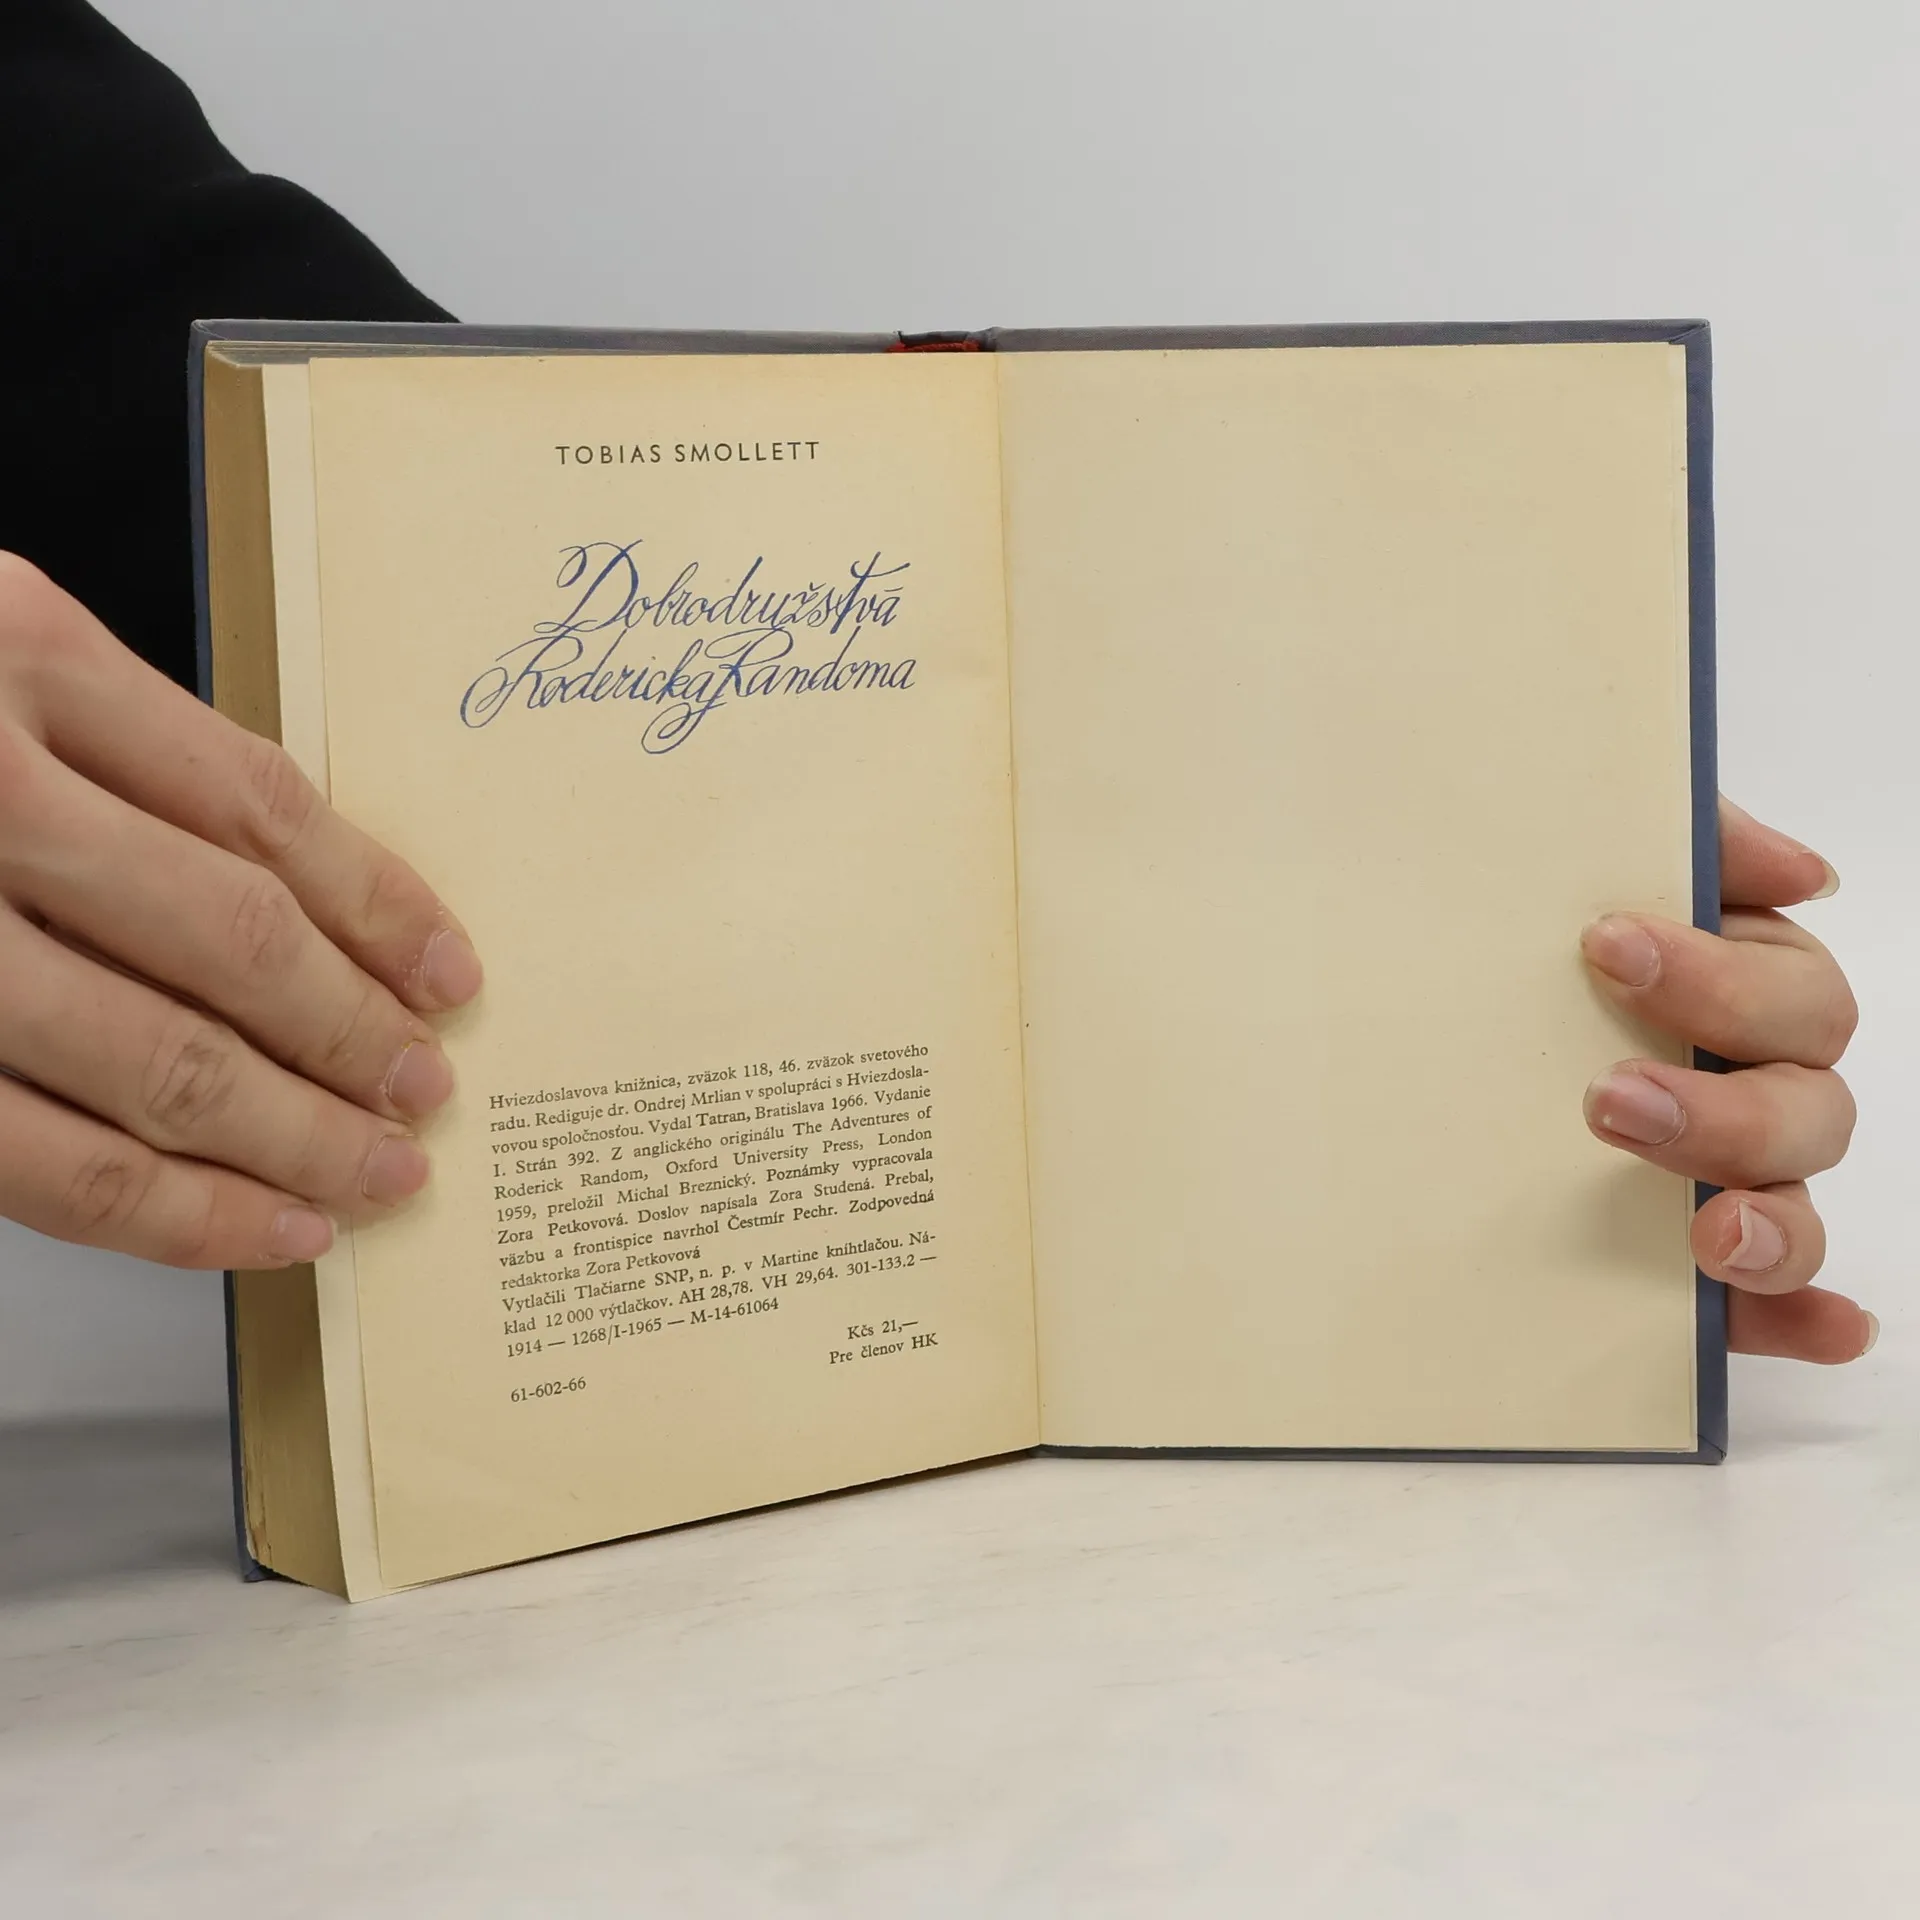 TOBIAS SMOLLETT
Dobrodružstvá
Rodericka Randoma
Hviezdoslavova knižnica, zväzok 118, 46. zväzok svetového
radu. Rediguje dr. Ondrej Mrlian v spolupráci s Hviezdosla-
vovou spoločnosťou. Vydal Tatran, Bratislava 1966. Vydanie
I. Strán 392. Z anglického originálu The Adventures of
Roderick Random, Oxford University Press, London
1959, preložil Michal Breznický. Poznámky vypracovala
Zora Petkovová. Doslov napísala Zora Studená. Prebal,
väzbu a frontispice navrhol Čestmír Pechr. Zodpovedná
redaktorka Zora Petkovová
Vytlačili Tlačiarne SNP, n. p. v Martine kníhtlačou. Ná-
klad 12 000 výtlačkov. AH 28,78. VH 29,64. 301-133.2 —
1914 — 1268/I-1965 — M-14-61064
Kčs 21,—
Pre členov HK
61-602-66